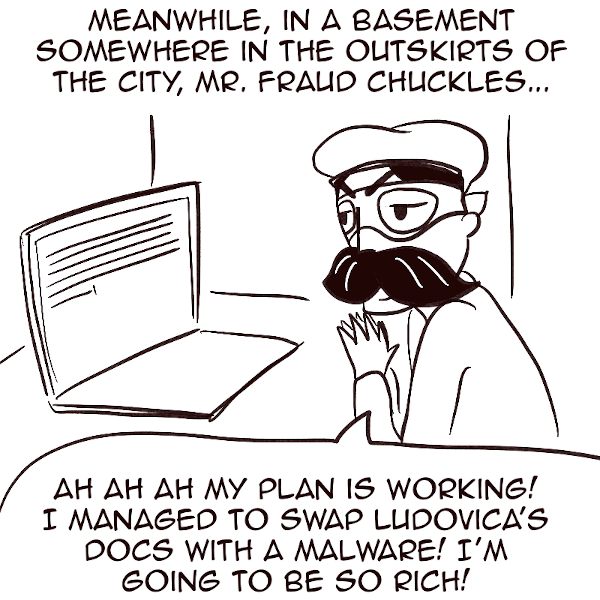 MEANWHILE, IN A BASEMENT
SOMEWHERE IN THE OUTSKIRTS OF
THE CITY, MR. FRAUD CHUCKLES...
AH AH AH MY PLAN IS WORKING!
I MANAGED TO SWAP LUDOVICA'S
DOCS WITH A MALWARE! I'M
GOING TO BE SO RICH!